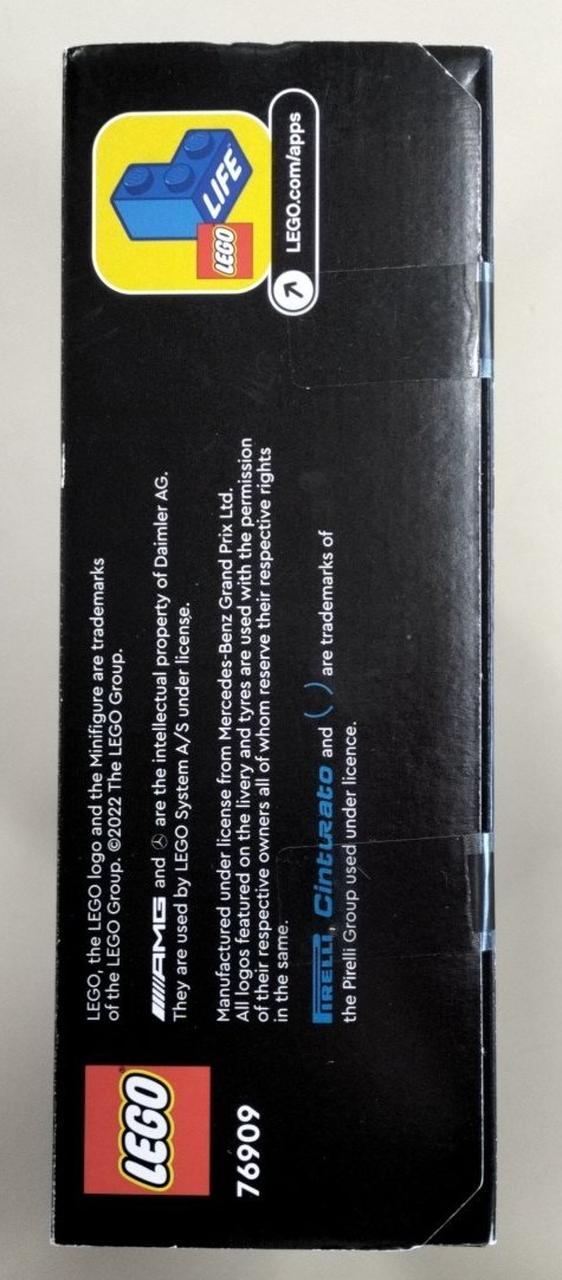 LEGO
76909
LEGO, the LEGO logo and the Minifigure are trademarks
of the LEGO Group. ©2022 The LEGO Group.
AMG and are the intellectual property of Daimler AG.
They are used by LEGO System A/S under license.
Manufactured under license from Mercedes-Benz Grand Prix Ltd.
All logos featured on the livery and tyres are used with the permission
of their respective owners all of whom reserve their respective rights
in the same.
PIRELLI, Cinturato and ( ) are trademarks of
the Pirelli Group used under licence.
LEGO
LIFE
LEGO.com/apps